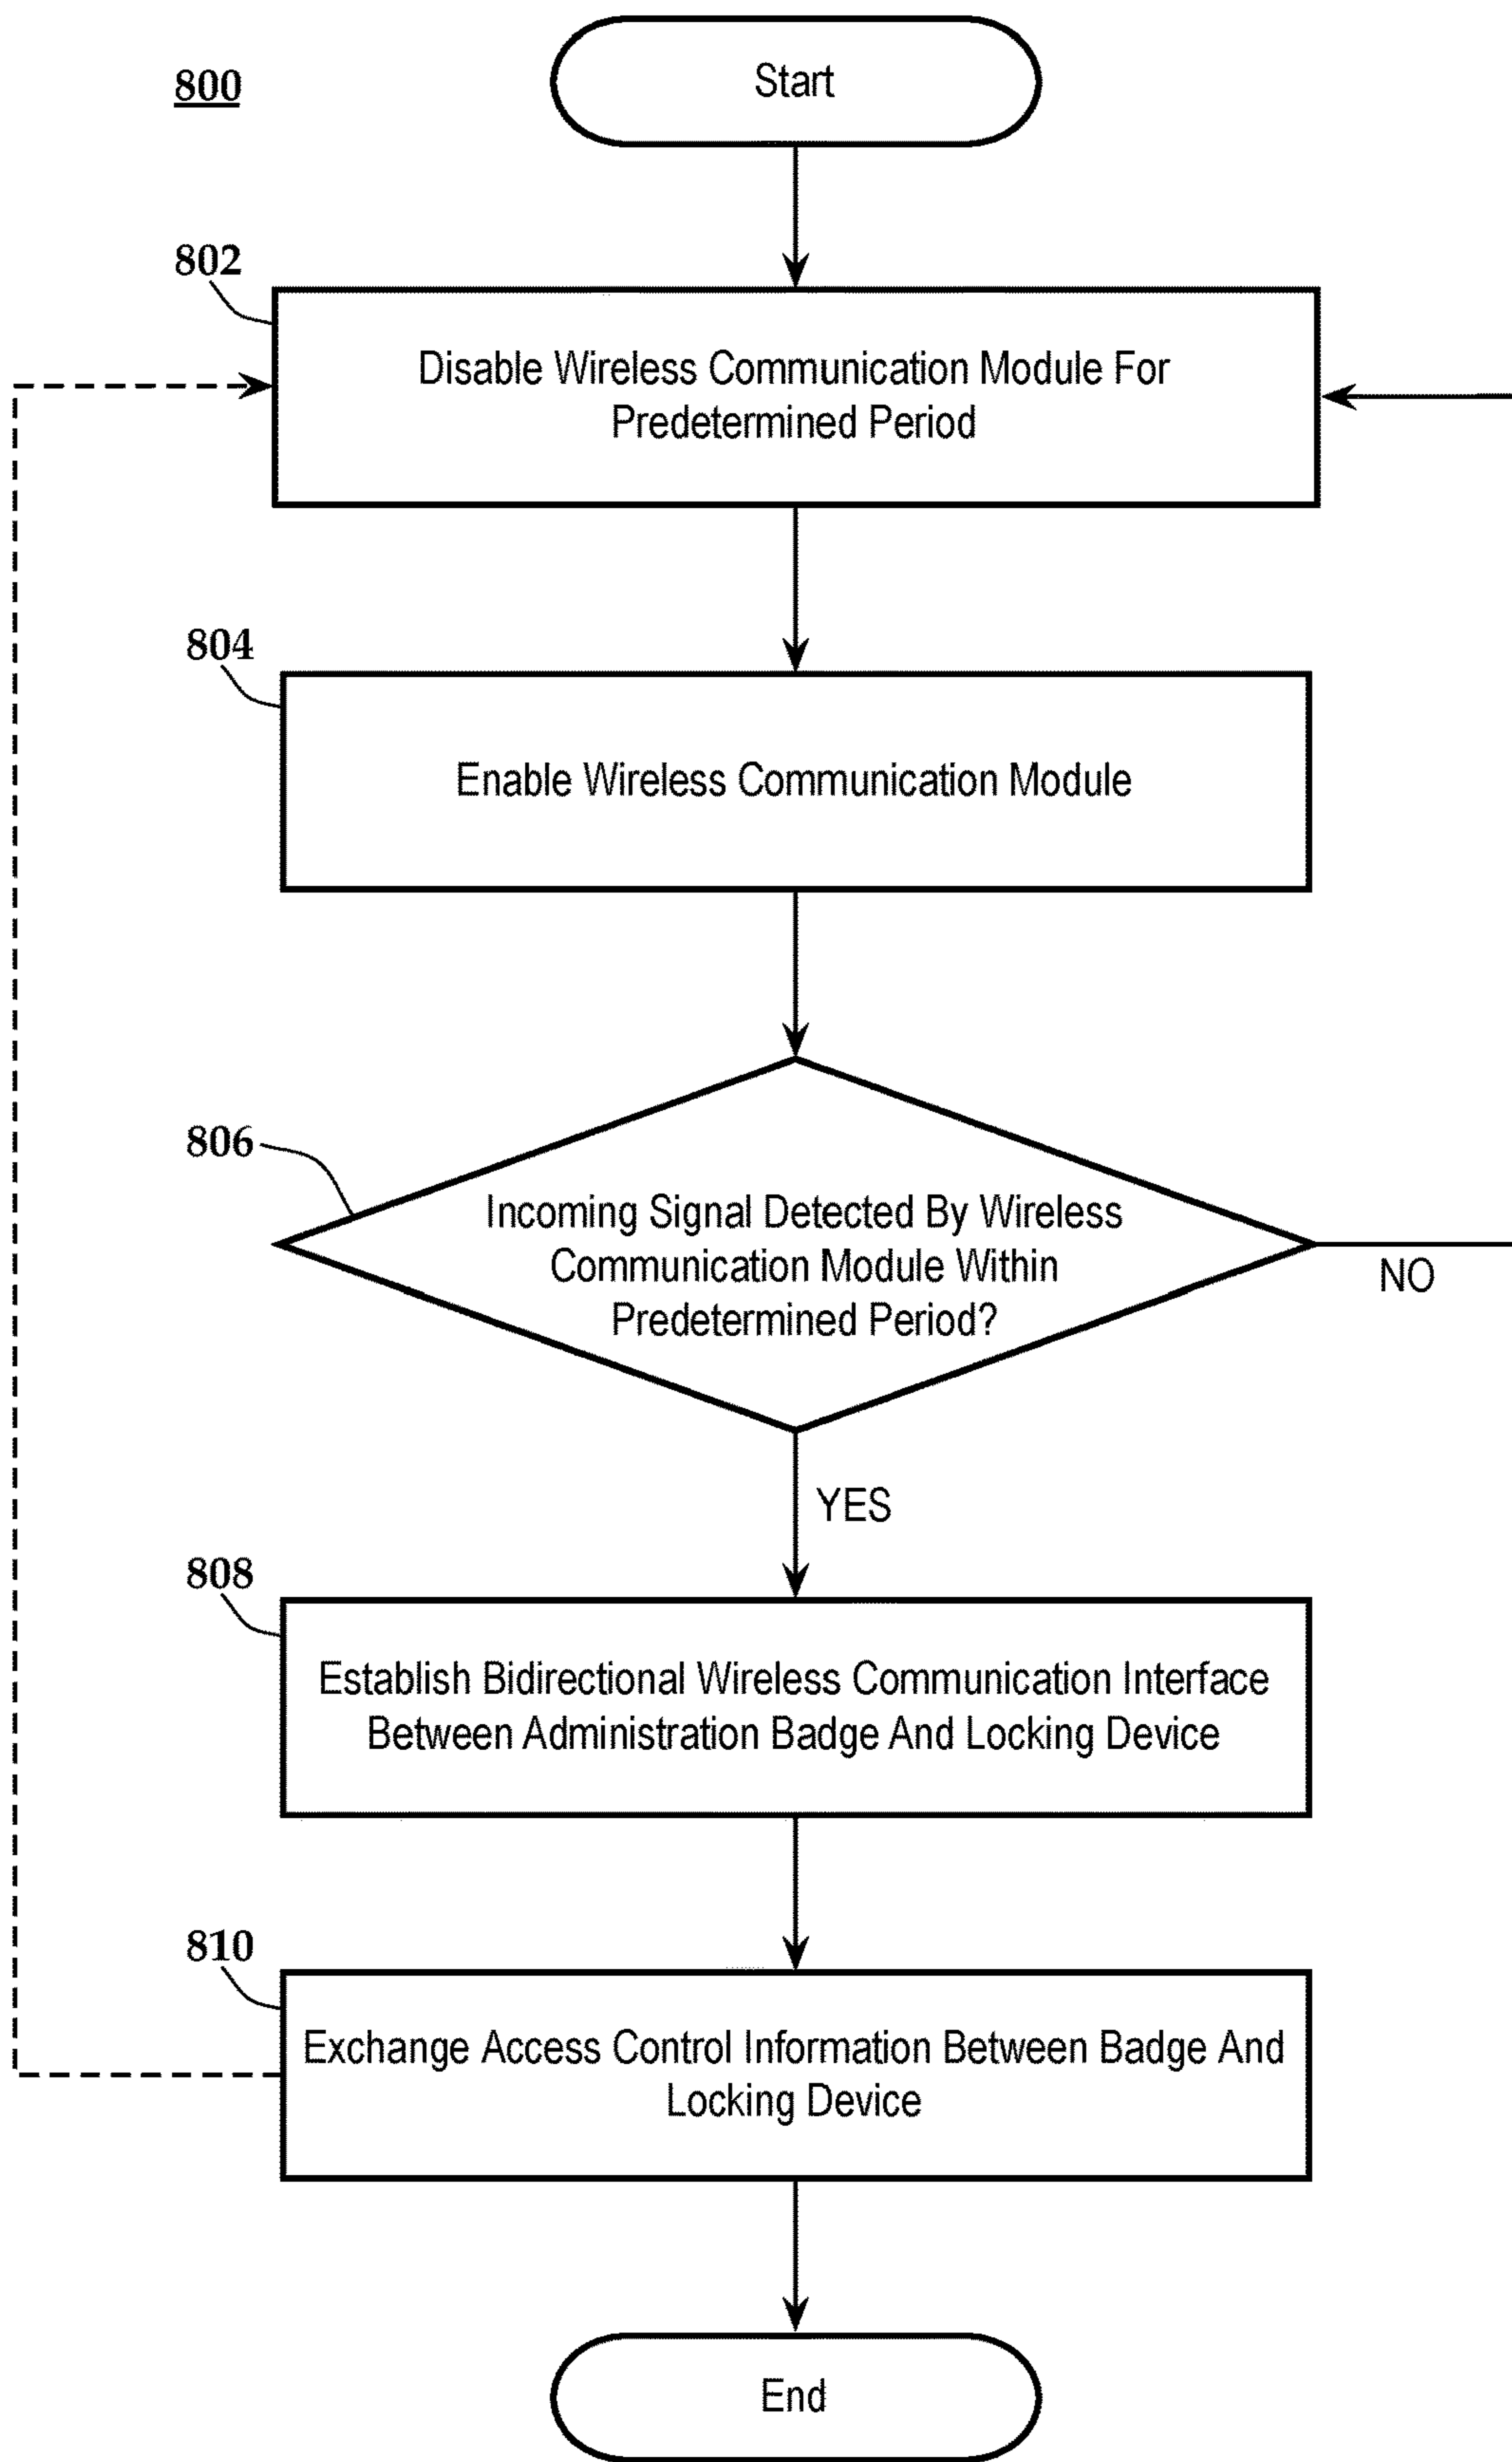 800
Start
802
Disable Wireless Communication Module For
Predetermined Period
804
Enable Wireless Communication Module
806
Incoming Signal Detected By Wireless
Communication Module Within
Predetermined Period?
NO
YES
808
Establish Bidirectional Wireless Communication Interface
Between Administration Badge And Locking Device
810
Exchange Access Control Information Between Badge And
Locking Device
End